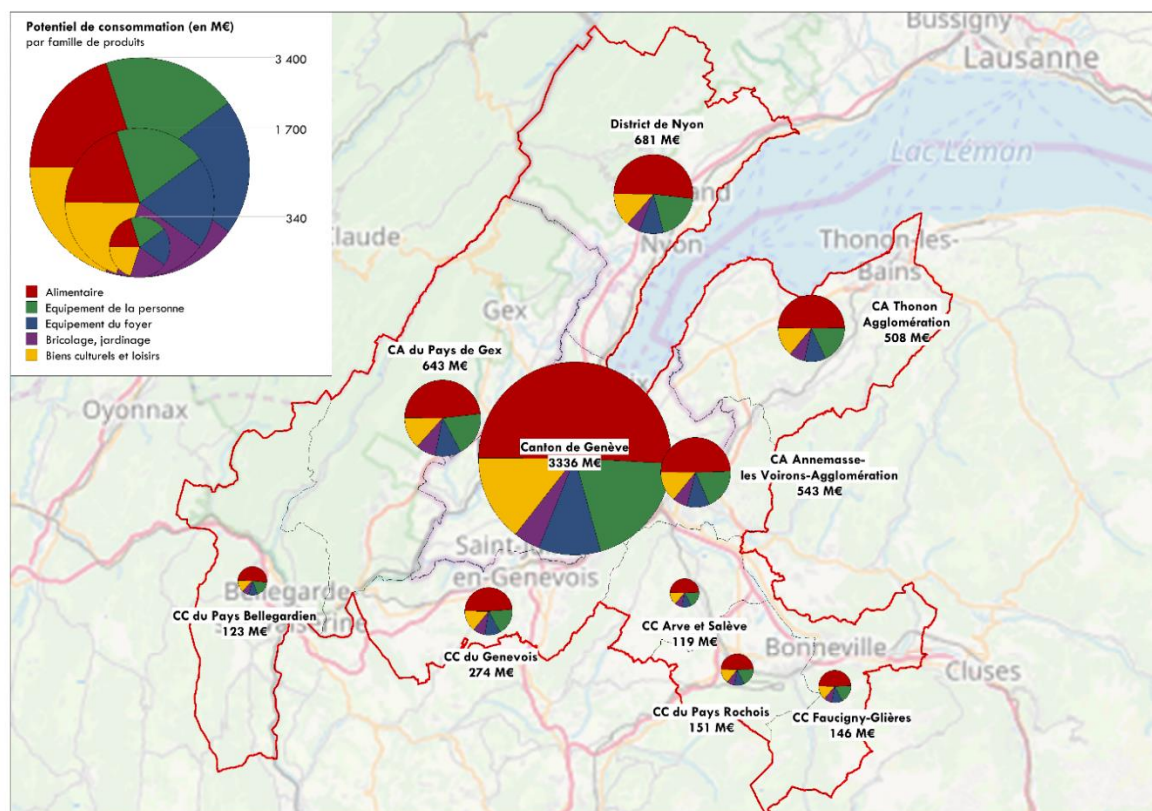 Potentiel de consommation (en M€)
par famille de produits
3 400
1 700
340
Alimentaire
Equipement de la personne
Equipement du foyer
Bricolage, jardinage
Biens culturels et loisirs
Bussigny
Lausanne
District de Nyon
681 M€
Lac Léman
Nyon
Claude
Thonon-les-
Bains
Gex
CA Thonon
Agglomération
508 M€
CA du Pays de Gex
643 M€
Oyonnax
Canton de Genève
3336 M€
CA Annemasse-
les Voirons-Agglomération
543 M€
en-Genevois
Bellegarde
CC du Pays Bellegardien
123 M€
CC du Genevois
274 M€
CC Arve et Salève
119 M€
Bonneville
Cluses
CC du Pays Rochois
151 M€
CC Faucigny-Glières
146 M€